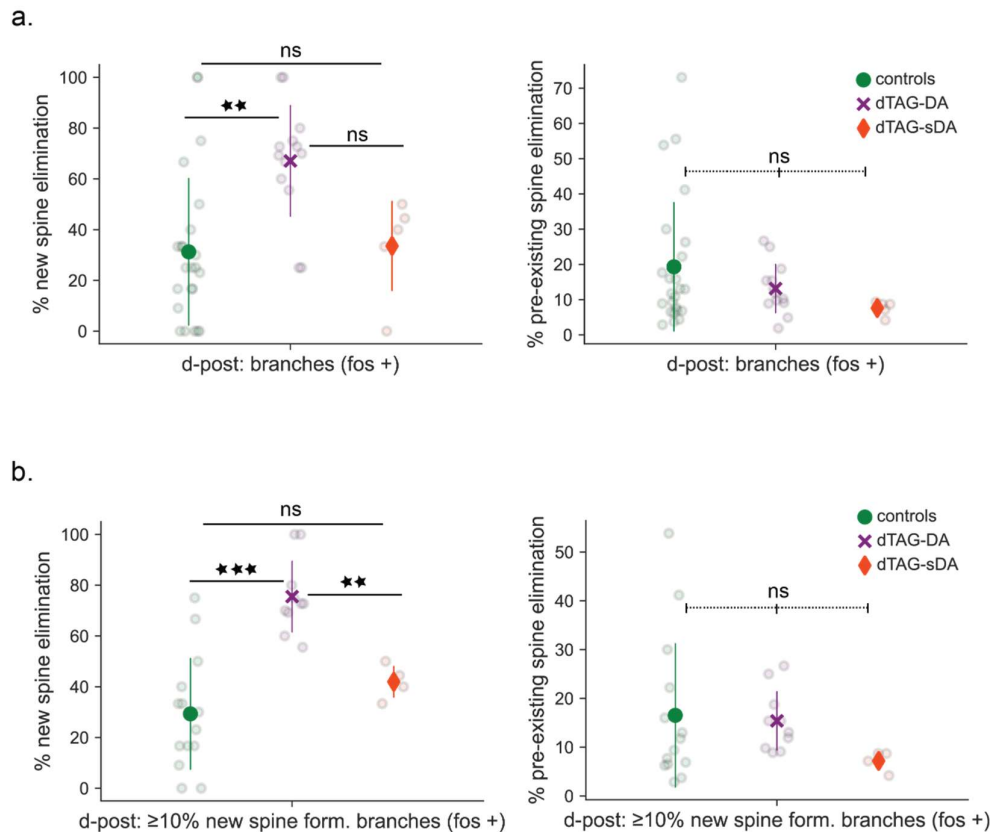 a.
ns
ns
% new spine elimination
100
80
60
40
20
0
d-post: branches (fos +)
% pre-existing spine elimination
70
60
50
40
30
20
10
0
controls
dTAG-DA
dTAG-sDA
ns
d-post: branches (fos +)
b.
ns
% new spine elimination
100
80
60
40
20
0
d-post: ≥10% new spine form. branches (fos +)
% pre-existing spine elimination
50
40
30
20
10
0
controls
dTAG-DA
dTAG-sDA
ns
d-post: ≥10% new spine form. branches (fos +)